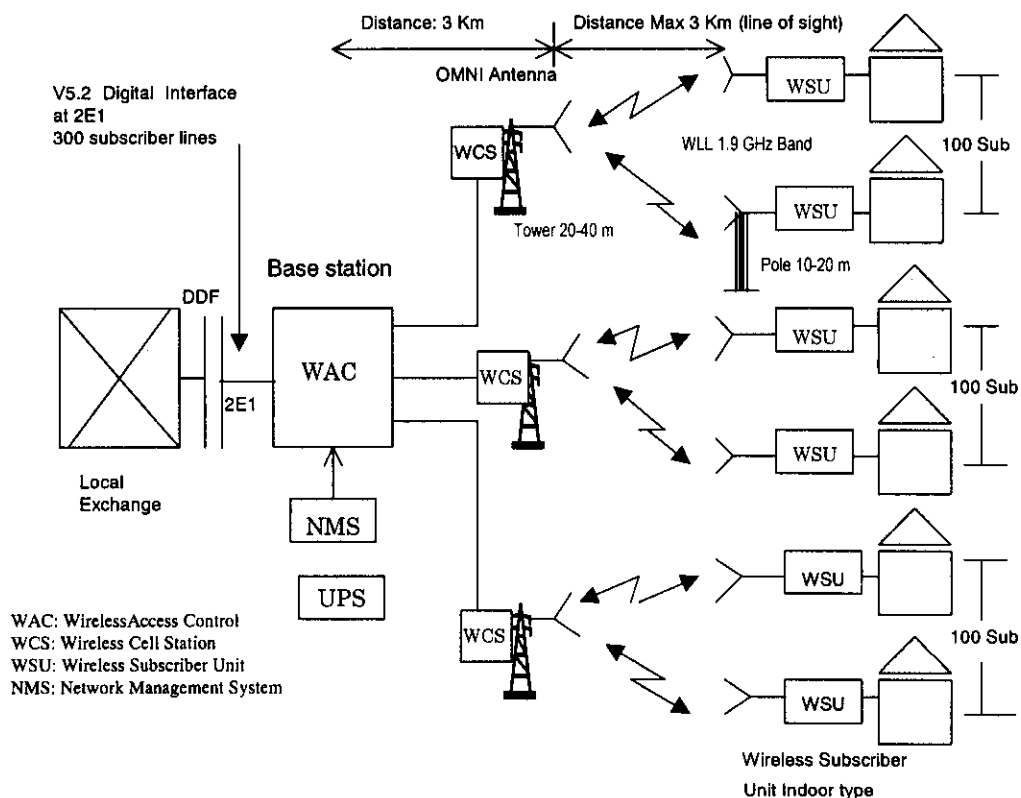 Distance: 3 Km
Distance Max 3 Km (line of sight)
OMNI Antenna
V5.2 Digital Interface
at 2E1
300 subscriber lines
WCS
WSU
WLL 1.9 GHz Band
100 Sub
WSU
Tower 20-40 m
Pole 10-20 m
Base station
DDF
WAC
2E1
WCS
WSU
100 Sub
WSU
Local
Exchange
NMS
UPS
WCS
WSU
100 Sub
WSU
WAC: WirelessAccess Control
WCS: Wireless Cell Station
WSU: Wireless Subscriber Unit
NMS: Network Management System
Wireless Subscriber
Unit Indoor type